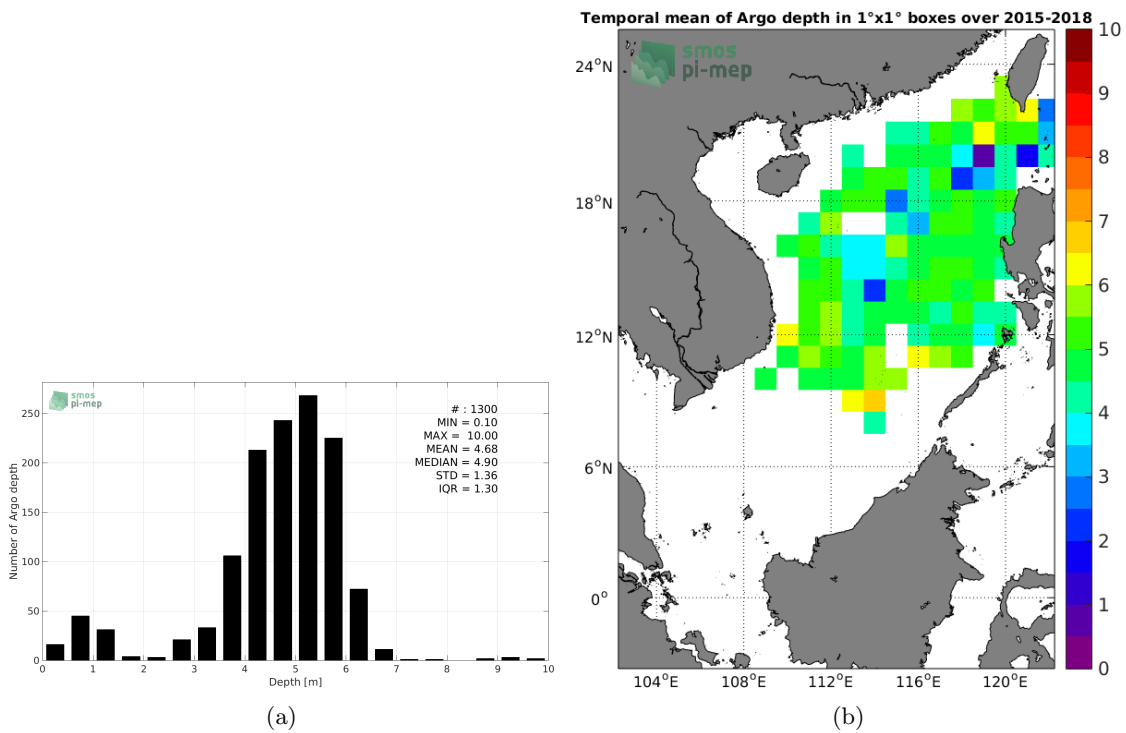 smos
pi-mep
# : 1300
MIN = 0.10
MAX = 10.00
MEAN = 4.68
MEDIAN = 4.90
STD = 1.36
IQR = 1.30
Number of Argo depth
250
200
150
100
50
0
0 1 2 3 4 5 6 7 8 9 10
Depth [m]
(a)
Temporal mean of Argo depth in 1°x1° boxes over 2015-2018
smos
pi-mep
24°N
18°N
12°N
6°N
0°
104°E 108°E 112°E 116°E 120°E
10
9
8
7
6
5
4
3
2
1
0
(b)